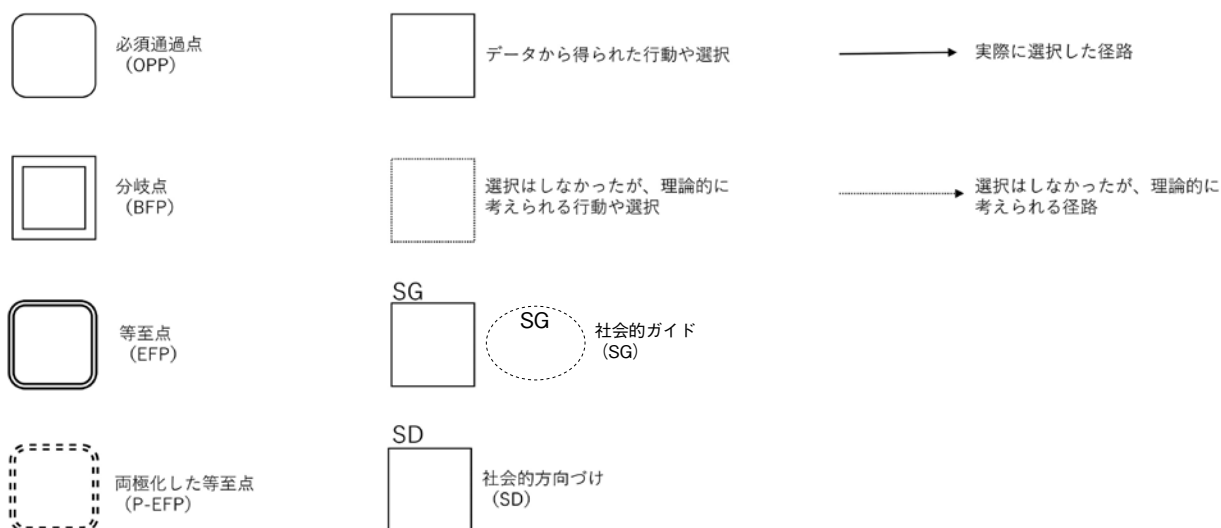 必須通過点
（OPP）
データから得られた行動や選択
実際に選択した径路
分岐点
（BFP）
選択はしなかったが、理論的に
考えられる行動や選択
選択はしなかったが、理論的に
考えられる径路
等至点
（EFP）
SG
SG
社会的ガイド
（SG）
両極化した等至点
（P-EFP）
SD
社会的方向づけ
（SD）